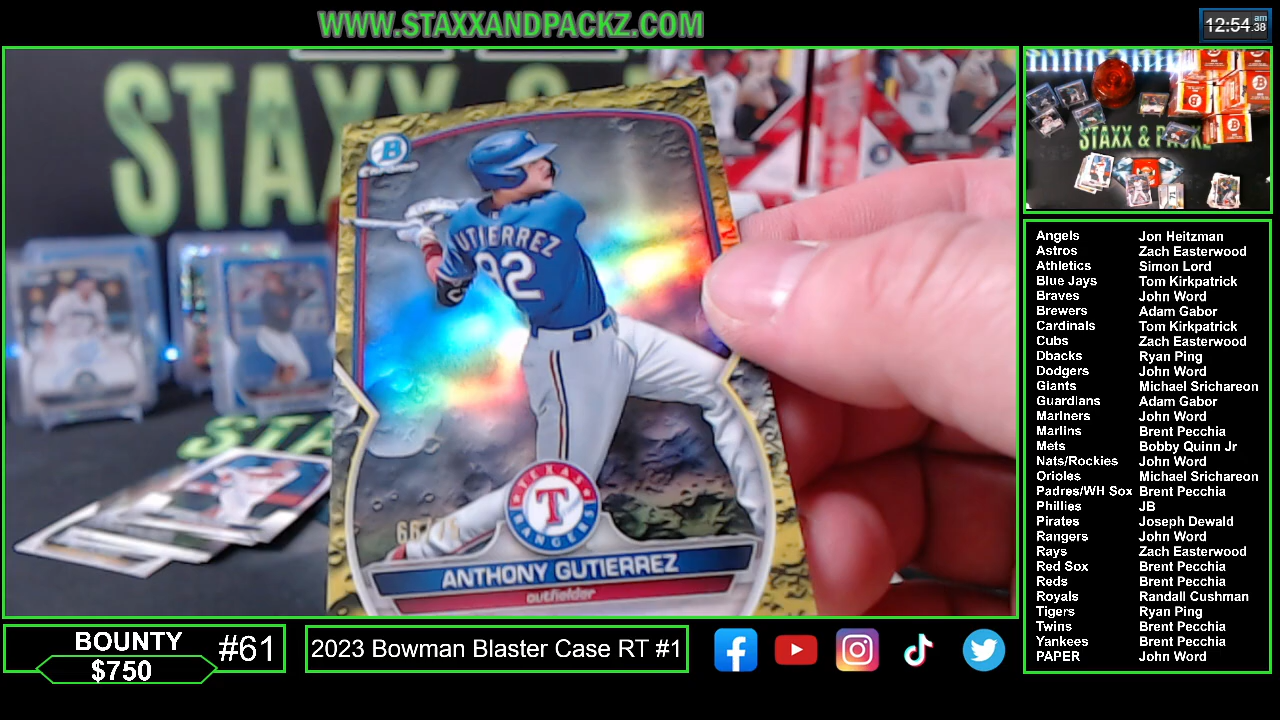 WWW.STAXXANDPACKZ.COM
12:54 am .38
STAXX &
B
CHROME
GUTIERREZ
92
TEXAS
T
RANGERS
ANTHONY GUTIERREZ
outfielder
STAXX & PACKZ
Angels Jon Heitzman
Astros Zach Easterwood
Athletics Simon Lord
Blue Jays Tom Kirkpatrick
Braves John Word
Brewers Adam Gabor
Cardinals Tom Kirkpatrick
Cubs Zach Easterwood
Dbacks Ryan Ping
Dodgers John Word
Giants Michael Srichareon
Guardians Adam Gabor
Mariners John Word
Marlins Brent Pecchia
Mets Bobby Quinn Jr
Nats/Rockies John Word
Orioles Michael Srichareon
Padres/WH Sox Brent Pecchia
Phillies JB
Pirates Joseph Dewald
Rangers John Word
Rays Zach Easterwood
Red Sox Brent Pecchia
Reds Brent Pecchia
Royals Randall Cushman
Tigers Ryan Ping
Twins Brent Pecchia
Yankees Brent Pecchia
PAPER John Word
BOUNTY
$750
#61
2023 Bowman Blaster Case RT #1